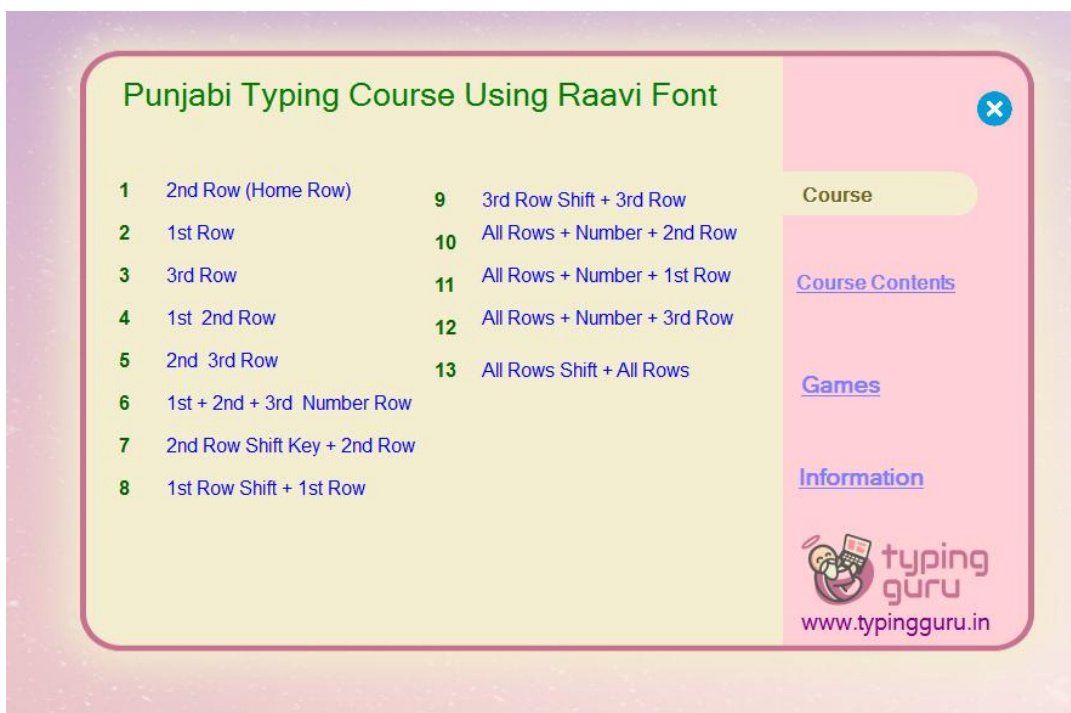 Punjabi Typing Course Using Raavi Font
1 2nd Row (Home Row)
2 1st Row
3 3rd Row
4 1st 2nd Row
5 2nd 3rd Row
6 1st + 2nd + 3rd Number Row
7 2nd Row Shift Key + 2nd Row
8 1st Row Shift + 1st Row
9 3rd Row Shift + 3rd Row
10 All Rows + Number + 2nd Row
11 All Rows + Number + 1st Row
12 All Rows + Number + 3rd Row
13 All Rows Shift + All Rows
Course
Course Contents
Games
Information
typing
guru
www.typingguru.in